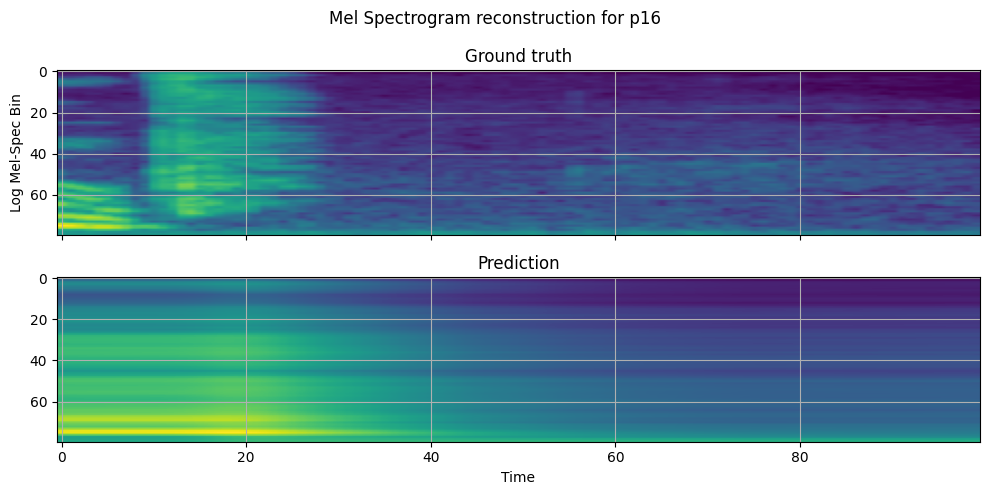 Mel Spectrogram reconstruction for p16
Ground truth
Log Mel-Spec Bin
0
20
40
60
Prediction
0
20
40
60
0 20 40 60 80
Time